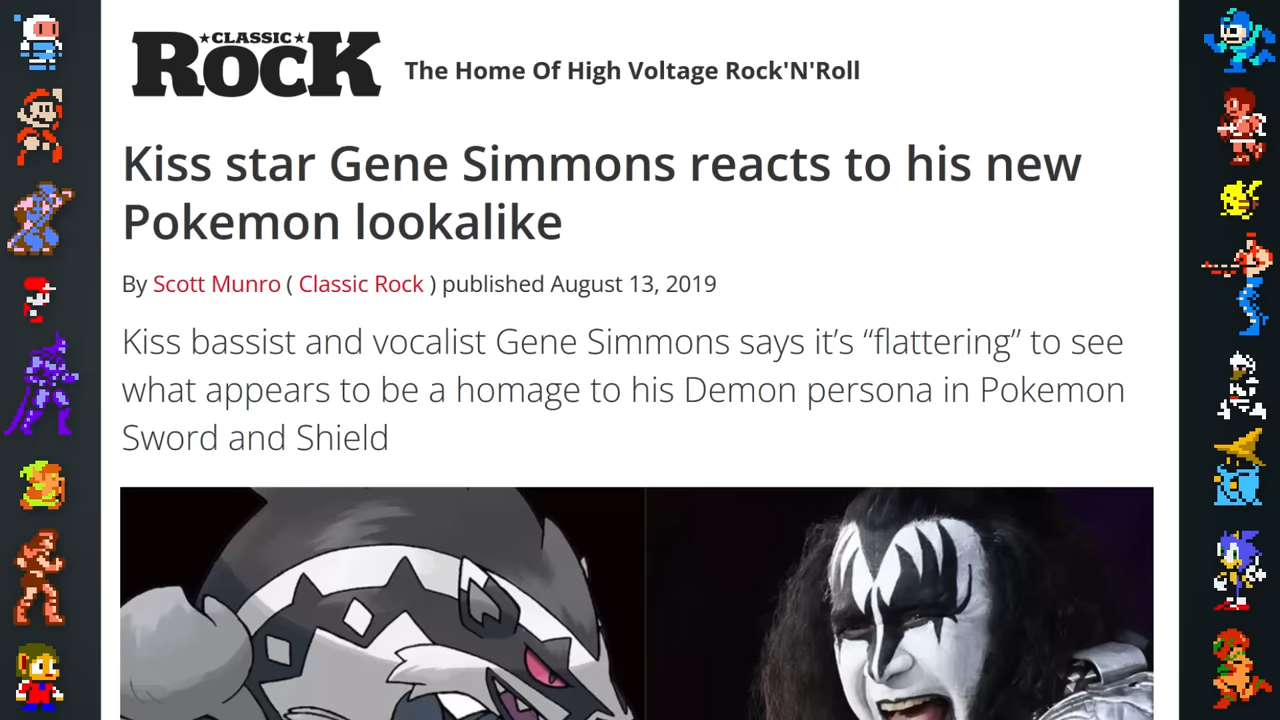 ★CLASSIC★
ROCK
The Home Of High Voltage Rock'N'Roll
Kiss star Gene Simmons reacts to his new
Pokemon lookalike
By Scott Munro ( Classic Rock ) published August 13, 2019
Kiss bassist and vocalist Gene Simmons says it’s “flattering” to see
what appears to be a homage to his Demon persona in Pokemon
Sword and Shield